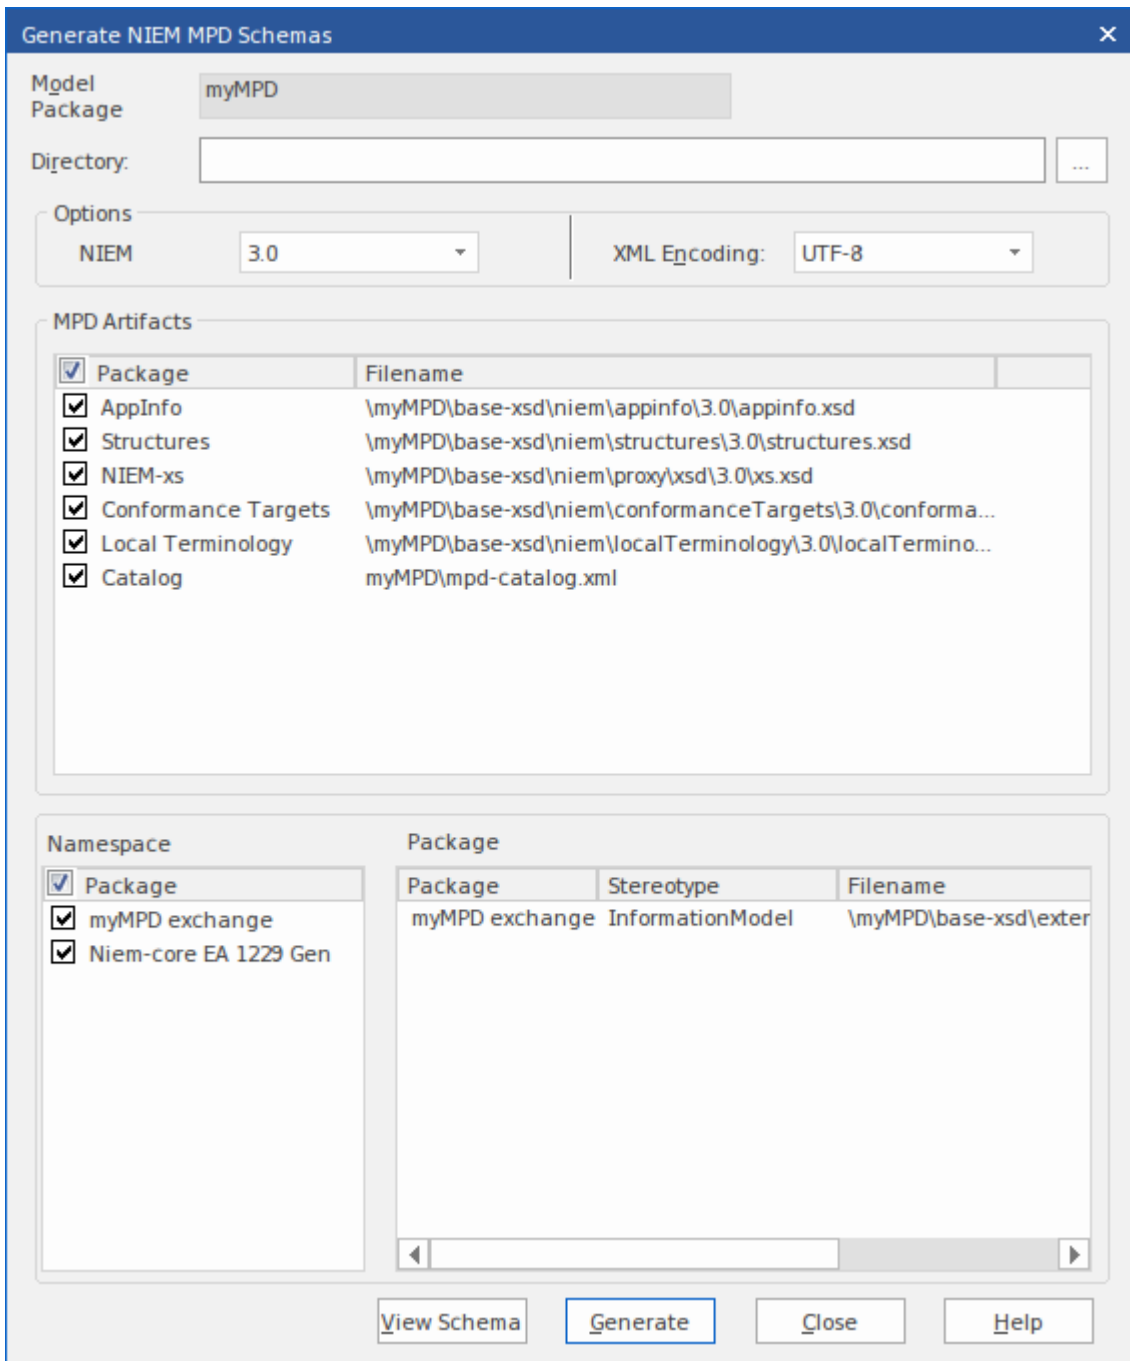 Generate NIEM MPD Schemas
Model Package
myMPD
Directory:
...
Options
NIEM
3.0
XML Encoding:
UTF-8
MPD Artifacts
Package Filename
AppInfo \myMPD\base-xsd\niem\appinfo\3.0\appinfo.xsd
Structures \myMPD\base-xsd\niem\structures\3.0\structures.xsd
NIEM-xs \myMPD\base-xsd\niem\proxy\xsd\3.0\xs.xsd
Conformance Targets \myMPD\base-xsd\niem\conformanceTargets\3.0\conforma...
Local Terminology \myMPD\base-xsd\niem\localTerminology\3.0\localTermino...
Catalog myMPD\mpd-catalog.xml
Namespace
Package
myMPD exchange
Niem-core EA 1229 Gen
Package
Package Stereotype Filename
myMPD exchange InformationModel \myMPD\base-xsd\exter
View Schema Generate Close Help